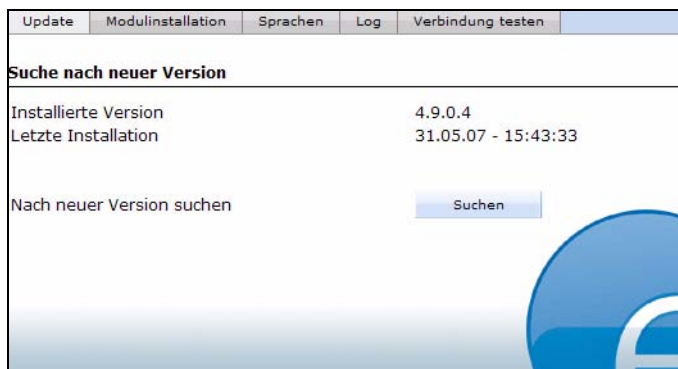 Update Modulinstallation Sprachen Log Verbindung testen
Suche nach neuer Version
Installierte Version 4.9.0.4
Letzte Installation 31.05.07 - 15:43:33
Nach neuer Version suchen Suchen